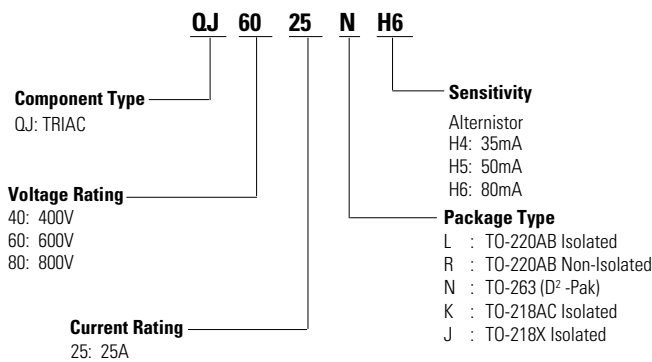 QJ 60 25 N H6
Component Type
QJ: TRIAC
Voltage Rating
40: 400V
60: 600V
80: 800V
Current Rating
25: 25A
Sensitivity
Alternistor
H4: 35mA
H5: 50mA
H6: 80mA
Package Type
L : TO-220AB Isolated
R : TO-220AB Non-Isolated
N : TO-263 (D² -Pak)
K : TO-218AC Isolated
J : TO-218X Isolated